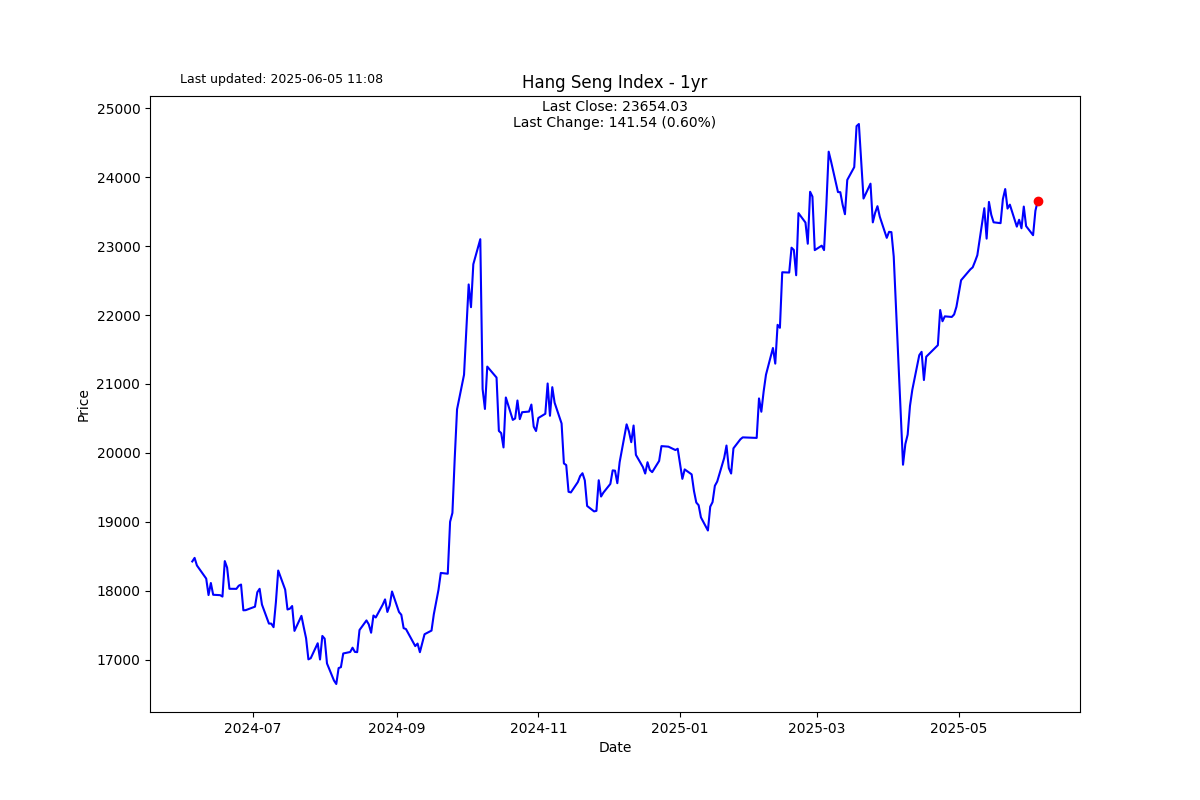 Last updated: 2025-06-05 11:08
Hang Seng Index - 1yr
Last Close: 23654.03
Last Change: 141.54 (0.60%)
25000
24000
23000
22000
21000
20000
19000
18000
17000
Price
2024-07
2024-09
2024-11
2025-01
2025-03
2025-05
Date